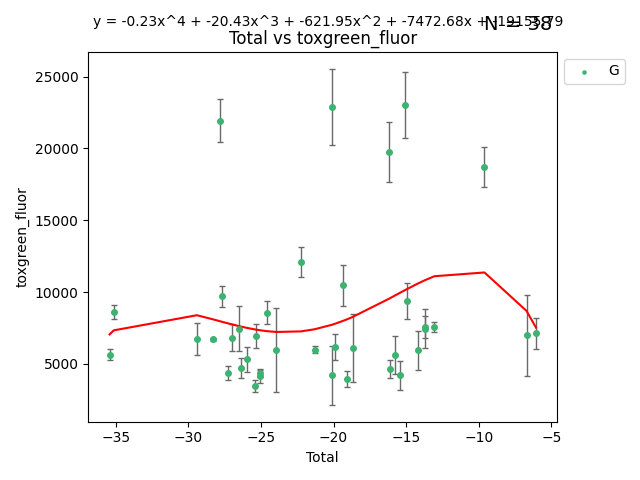 y = -0.23x^4 + -20.43x^3 + -621.95x^2 + -7472.68x +
N = 38
Total vs toxgreen_fluor
G
25000
20000
15000
10000
5000
toxgreen_fluor
−35 −30 −25 −20 −15 −10 −5
Total